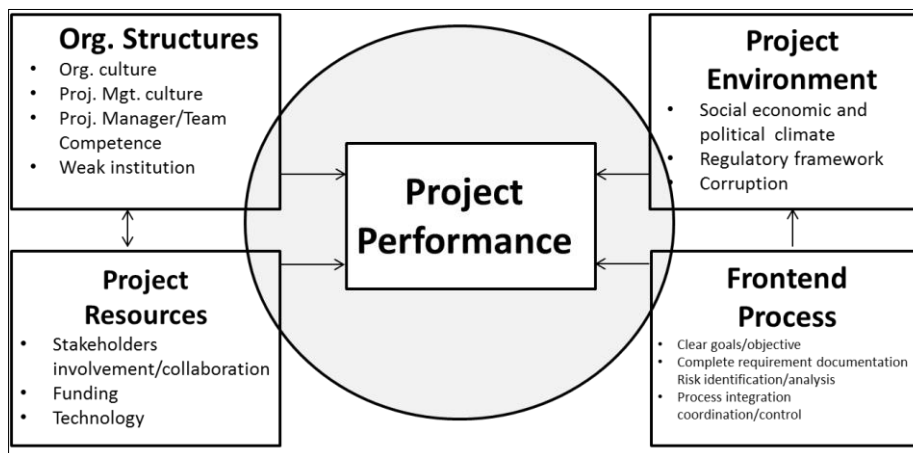 Org. Structures
• Org. culture
• Proj. Mgt. culture
• Proj. Manager/Team
Competence
• Weak institution
Project
Environment
• Social economic and
political climate
• Regulatory framework
• Corruption
Project
Performance
Project
Resources
• Stakeholders
involvement/collaboration
• Funding
• Technology
Frontend
Process
• Clear goals/objective
• Complete requirement documentation
Risk identification/analysis
• Process integration
coordination/control